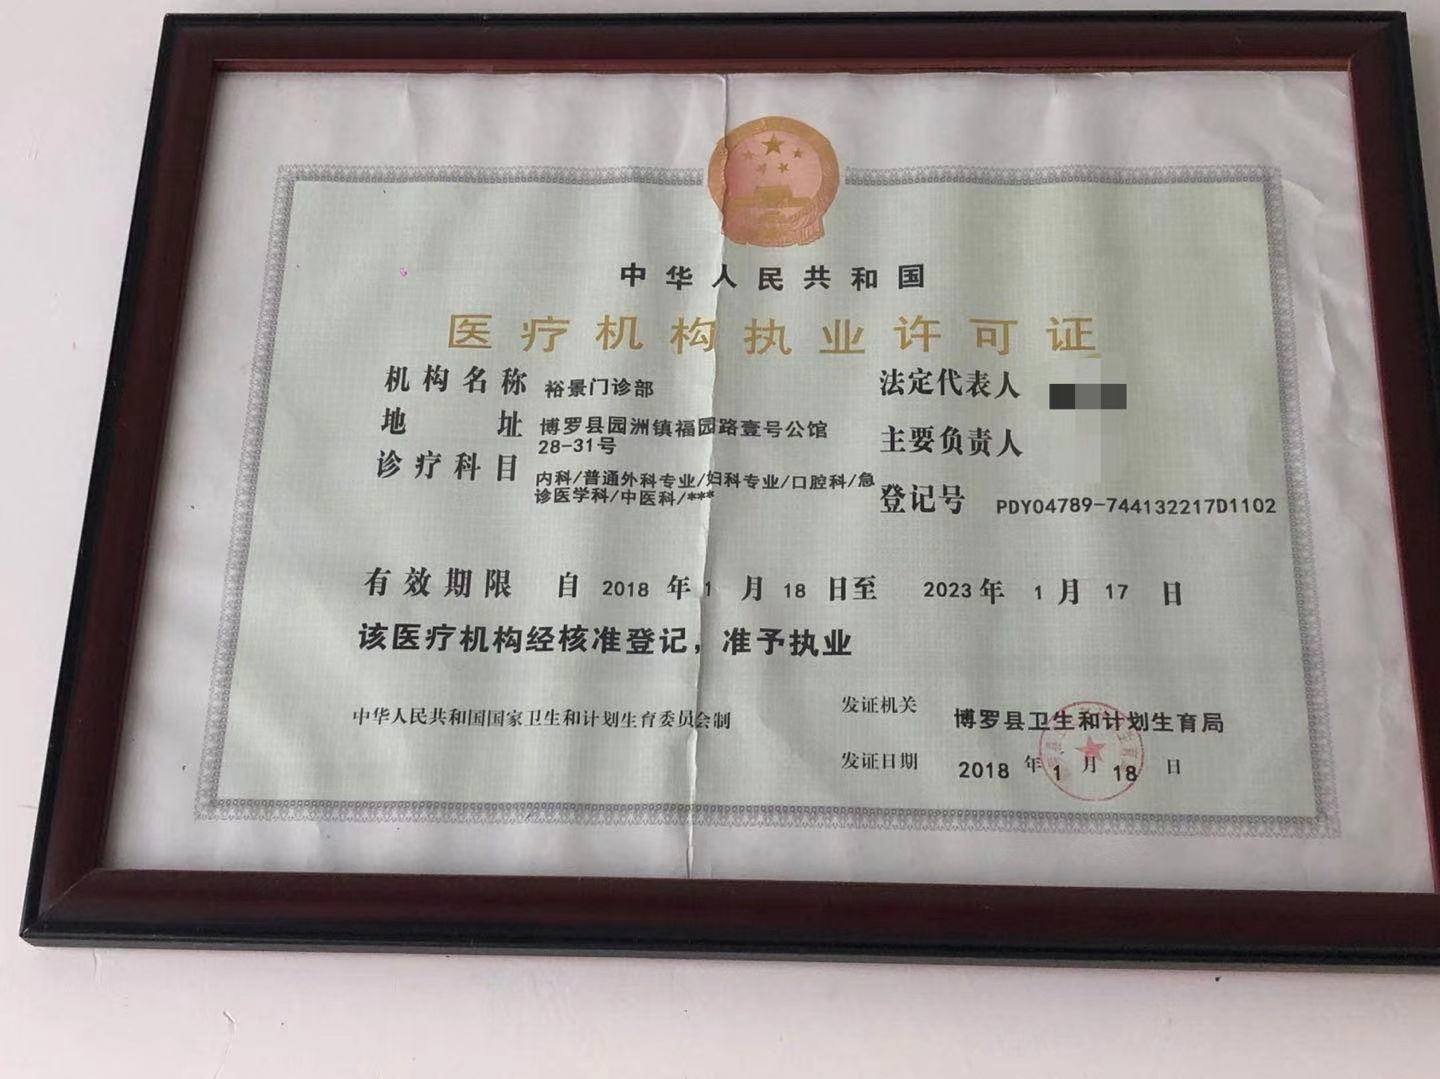 中华人民共和国
医疗机构执业许可证
机构名称 裕景门诊部
法定代表人
地址 博罗县园洲镇福园路壹号公馆
28-31号
主要负责人
诊疗科目 内科/普通外科专业/妇科专业/口腔科/急
诊医学科/中医科/***
登记号 PDY04789-744132217D1102
有效期限 自 2018 年 1 月 18 日至 2023 年 1 月 17 日
该医疗机构经核准登记，准予执业
中华人民共和国国家卫生和计划生育委员会制
发证机关 博罗县卫生和计划生育局
发证日期 2018 年 1 月 18 日